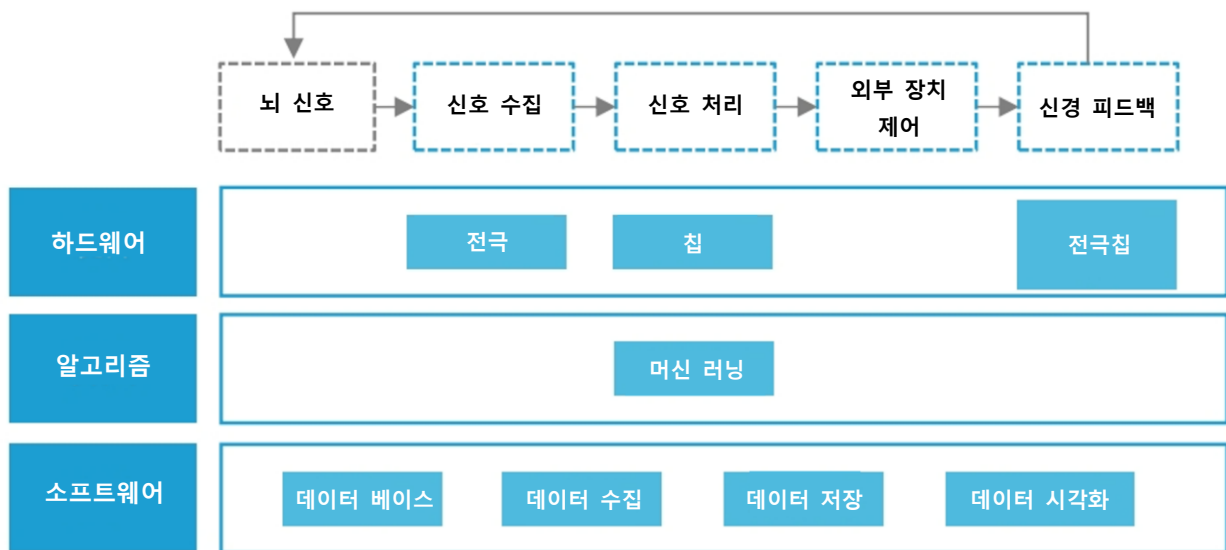 뇌 신호
신호 수집
신호 처리
외부 장치
제어
신경 피드백
하드웨어
전극
칩
전극칩
알고리즘
머신 러닝
소프트웨어
데이터 베이스
데이터 수집
데이터 저장
데이터 시각화